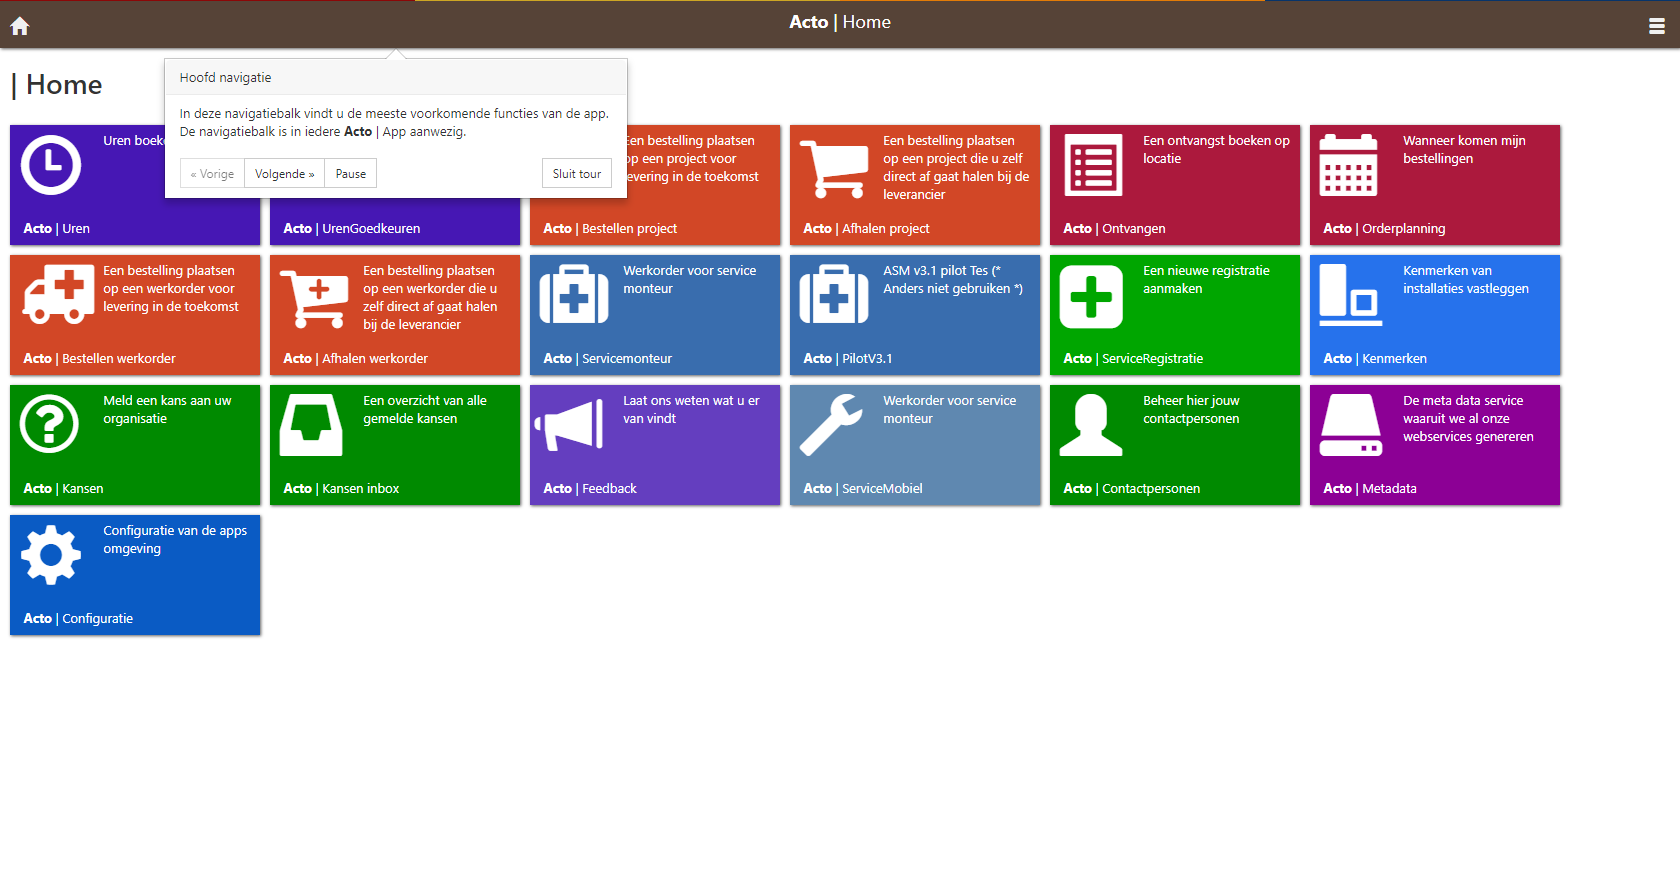 Acto | Home
| Home
Hoofd navigatie
In deze navigatiebalk vindt u de meeste voorkomende functies van de app.
De navigatiebalk is in iedere Acto | App aanwezig.
« Vorige
Volgende »
Pause
Sluit tour
Uren
Acto | Uren
Acto | UrenGoedkeuren
Een bestelling plaatsen
op een project voor
levering in de toekomst
Acto | Bestellen project
Een bestelling plaatsen
op een project die u zelf
direct af gaat halen bij de
leverancier
Acto | Afhalen project
Een ontvangst boeken op
locatie
Acto | Ontvangen
Wanneer komen mijn
bestellingen
Acto | Orderplanning
Een bestelling plaatsen
op een werkorder voor
levering in de toekomst
Acto | Bestellen werkorder
Een bestelling plaatsen
op een werkorder die u
zelf direct af gaat halen
bij de leverancier
Acto | Afhalen werkorder
Werkorder voor service
monteur
Acto | Servicemonteur
ASM v3.1 pilot Tes (*
Anders niet gebruiken *)
Acto | PilotV3.1
Een nieuwe registratie
aanmaken
Acto | ServiceRegistratie
Kenmerken van
installaties vastleggen
Acto | Kenmerken
Meld een kans aan uw
organisatie
Acto | Kansen
Een overzicht van alle
gemelde kansen
Acto | Kansen inbox
Laat ons weten wat u er
van vindt
Acto | Feedback
Werkorder voor service
monteur
Acto | ServiceMobiel
Beheer hier jouw
contactpersonen
Acto | Contactpersonen
De meta data service
waaruit we al onze
webservices genereren
Acto | Metadata
Configuratie van de apps
omgeving
Acto | Configuratie